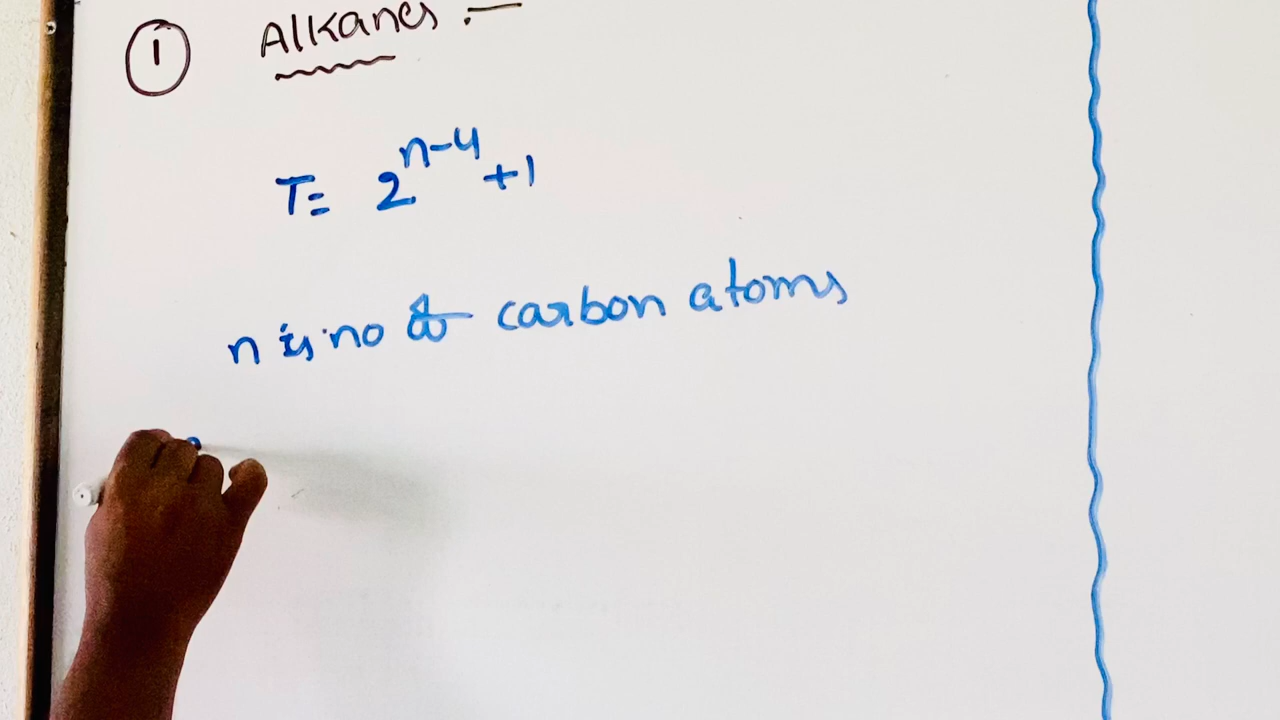 ① Alkanes :-
T= 2^{n-4}+1
n is no of carbon atoms